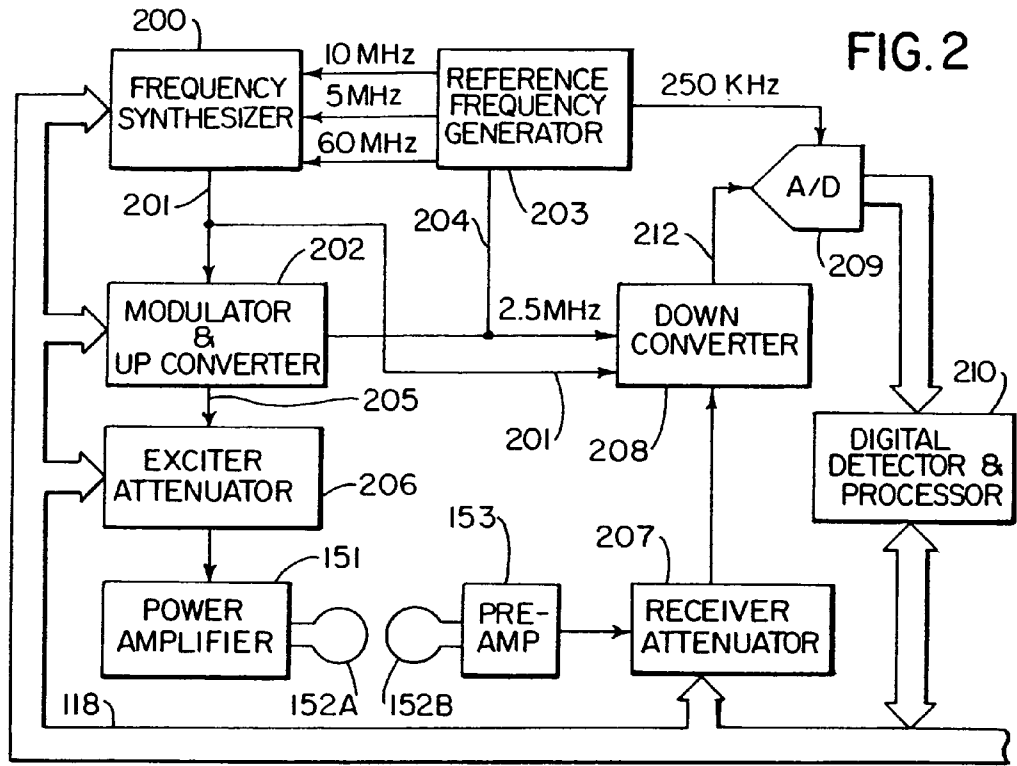 200
FIG. 2
10 MHz
FREQUENCY
SYNTHESIZER
5 MHz
60 MHz
REFERENCE
FREQUENCY
GENERATOR
250 KHz
A/D
201
204
203
212
209
202
MODULATOR
&
UP CONVERTER
2.5 MHz
DOWN
CONVERTER
205
201
208
210
EXCITER
ATTENUATOR
206
DIGITAL
DETECTOR &
PROCESSOR
151
153
207
POWER
AMPLIFIER
PRE-
AMP
RECEIVER
ATTENUATOR
152A
152B
118